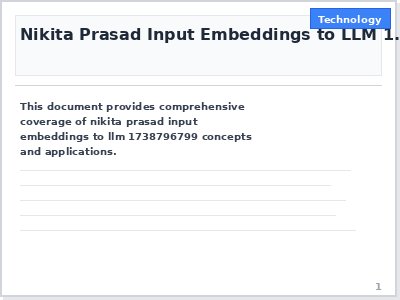 Technology
Nikita Prasad Input Embeddings to LLM 1.
This document provides comprehensive
coverage of nikita prasad input
embeddings to llm 1738796799 concepts
and applications.
1